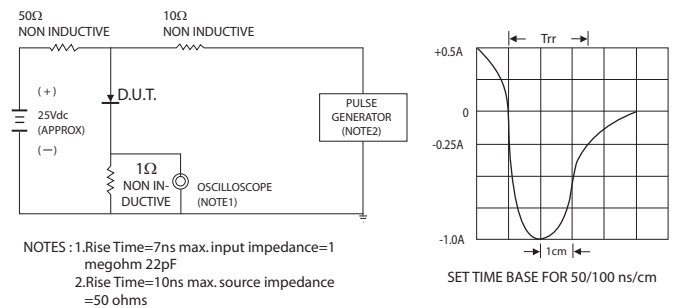 50Ω
NON INDUCTIVE
10Ω
NON INDUCTIVE
(+)
25Vdc
(APPROX)
(—)
D.U.T.
1Ω
NON IN-
DUCTIVE
OSCILLOSCOPE
(NOTE1)
PULSE
GENERATOR
(NOTE2)
NOTES : 1.Rise Time=7ns max. input impedance=1
megohm 22pF
2.Rise Time=10ns max. source impedance
=50 ohms
Trr
+0.5A
0
-0.25A
-1.0A
1cm
SET TIME BASE FOR 50/100 ns/cm